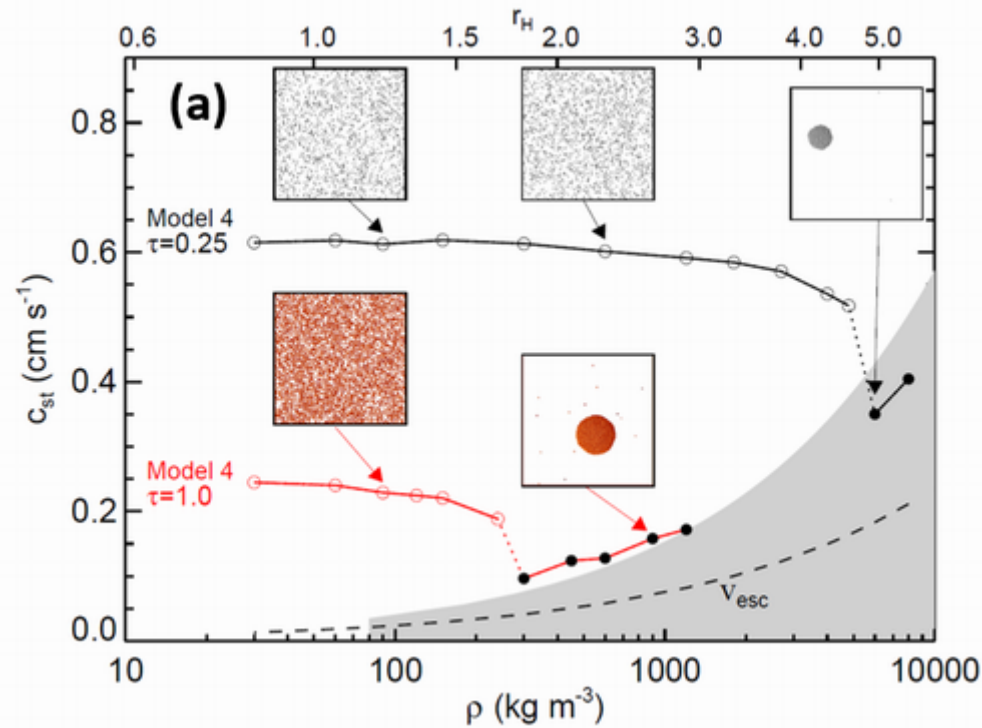 r_H
0.6 1.0 1.5 2.0 3.0 4.0 5.0
(a)
0.8
Model 4
τ=0.25
0.6
c_st (cm s⁻¹)
0.4
Model 4
τ=1.0
0.2
v_esc
0.0
10 100 1000 10000
ρ (kg m⁻³)